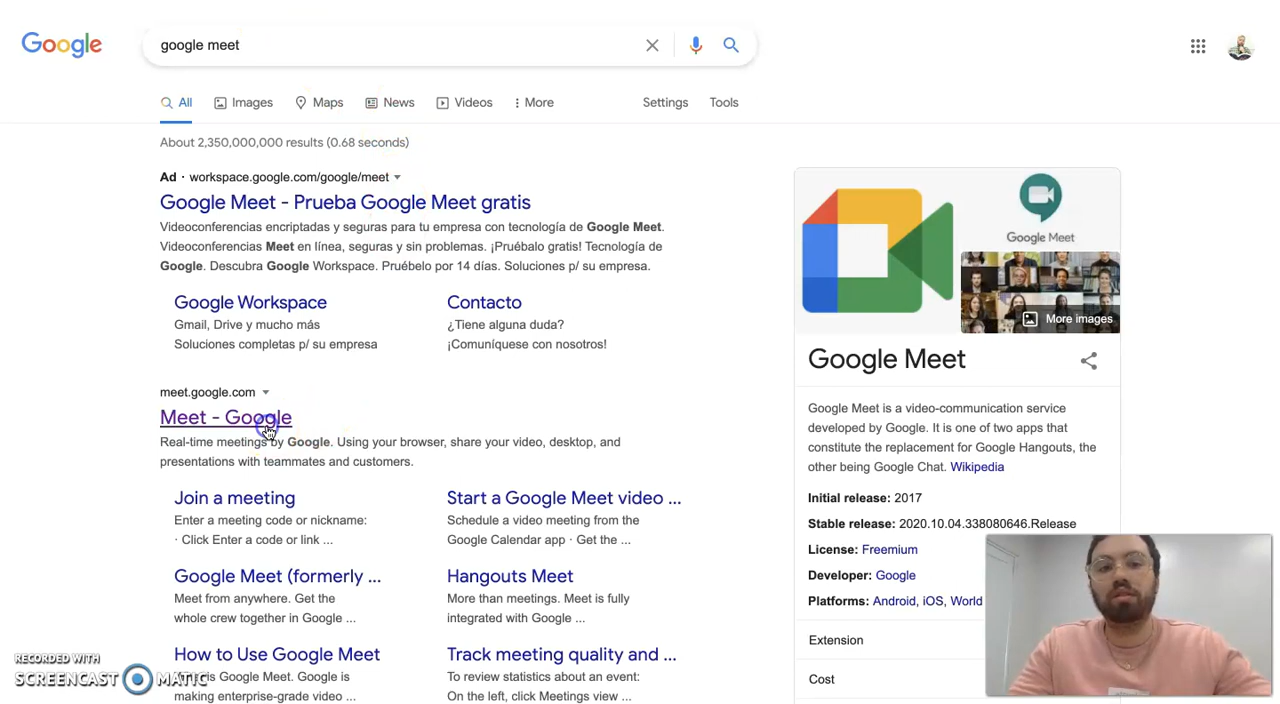 Google
google meet
All
Images
Maps
News
Videos
More
Settings
Tools
About 2,350,000,000 results (0.68 seconds)
Ad · workspace.google.com/google/meet
Google Meet - Prueba Google Meet gratis
Videoconferencias encriptadas y seguras para tu empresa con tecnología de Google Meet.
Videoconferencias Meet en línea, seguras y sin problemas. ¡Pruébalo gratis! Tecnología de
Google. Descubra Google Workspace. Pruébelo por 14 días. Soluciones p/ su empresa.
Google Workspace
Gmail, Drive y mucho más
Soluciones completas p/ su empresa
Contacto
¿Tiene alguna duda?
¡Comuníquese con nosotros!
meet.google.com
Meet - Google
Real-time meetings by Google. Using your browser, share your video, desktop, and
presentations with teammates and customers.
Join a meeting
Enter a meeting code or nickname:
· Click Enter a code or link ...
Start a Google Meet video ...
Schedule a video meeting from the
Google Calendar app · Get the ...
Google Meet (formerly ...
Meet from anywhere. Get the
whole crew together in Google ...
Hangouts Meet
More than meetings. Meet is fully
integrated with Google ...
How to Use Google Meet
is Google Meet. Google is
making enterprise-grade video ...
Track meeting quality and ...
To review statistics about an event:
On the left, click Meetings view ...
Google Meet
More images
Google Meet
Google Meet is a video-communication service
developed by Google. It is one of two apps that
constitute the replacement for Google Hangouts, the
other being Google Chat. Wikipedia
Initial release: 2017
Stable release: 2020.10.04.338080646.Release
License: Freemium
Developer: Google
Platforms: Android, iOS, World
Extension
Cost
RECORDED WITH
SCREENCAST MATIC